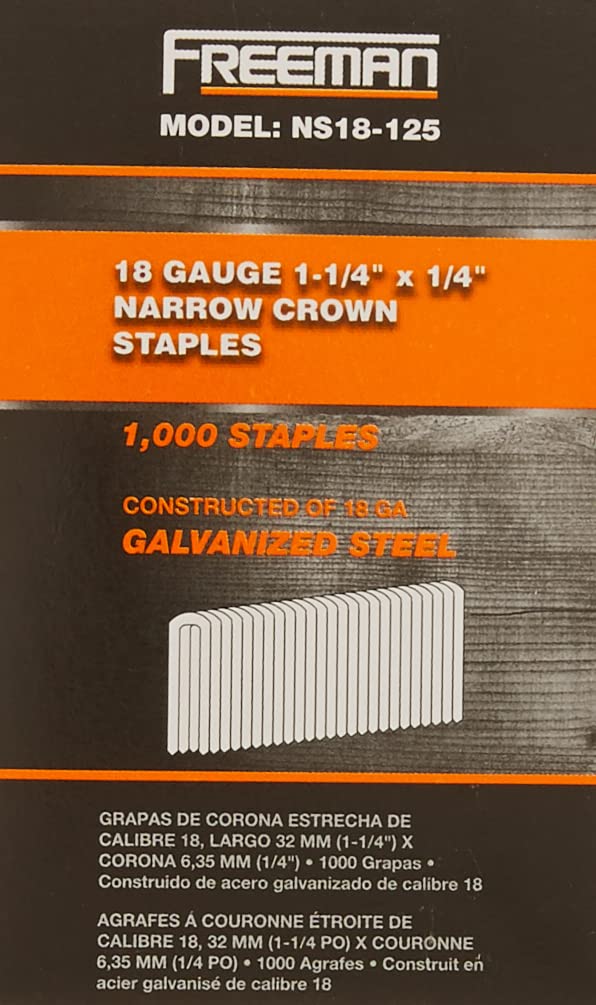 FREEMAN
MODEL: NS18-125
18 GAUGE 1-1/4" x 1/4"
NARROW CROWN
STAPLES
1,000 STAPLES
CONSTRUCTED OF 18 GA
GALVANIZED STEEL
GRAPAS DE CORONA ESTRECHA DE
CALIBRE 18, LARGO 32 MM (1-1/4") X
CORONA 6,35 MM (1/4") • 1000 Grapas •
Construido de acero galvanizado de calibre 18
AGRAFES Á COURONNE ÉTROITE DE
CALIBRE 18, 32 MM (1-1/4 PO) X COURONNE
6,35 MM (1/4 PO) • 1000 Agrafes • Construit en
acier galvanisé de calibre 18